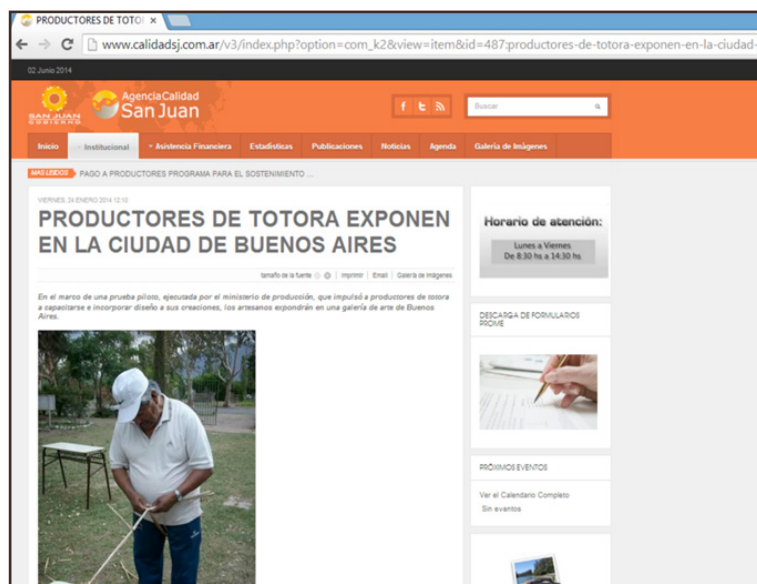 PRODUCTORES DE TOTO
www.calidadsj.com.ar/v3/index.php?option=com_k2&view=item&id=487:productores-de-totora-exponen-en-la-ciudad-
02 Junio 2014
SAN JUAN
GOBIERNO
AgenciaCalidad
San Juan
Buscar
Inicio
Institucional
Asistencia Financiera
Estadísticas
Publicaciones
Noticias
Agenda
Galería de Imágenes
MAS LEIDOS
PAGO A PRODUCTORES PROGRAMA PARA EL SOSTENIMIENTO ...
VIERNES, 24 ENERO 2014 12:10
PRODUCTORES DE TOTORA EXPONEN
EN LA CIUDAD DE BUENOS AIRES
tamaño de la fuente | Imprimir | Email | Galería de Imágenes
En el marco de una prueba piloto, ejecutada por el ministerio de producción, que impulsó a productores de totora
a capacitarse e incorporar diseño a sus creaciones, los artesanos expondrán en una galería de arte de Buenos
Aires.
Horario de atención:
Lunes a Viernes
De 8:30 hs a 14:30 hs
DESCARGA DE FORMULARIOS
PROME
PRÓXIMOS EVENTOS
Ver el Calendario Completo
Sin eventos